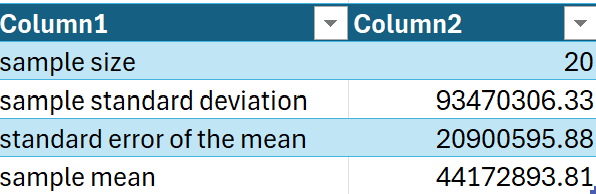 Column1 Column2
sample size 20
sample standard deviation 93470306.33
standard error of the mean 20900595.88
sample mean 44172893.81